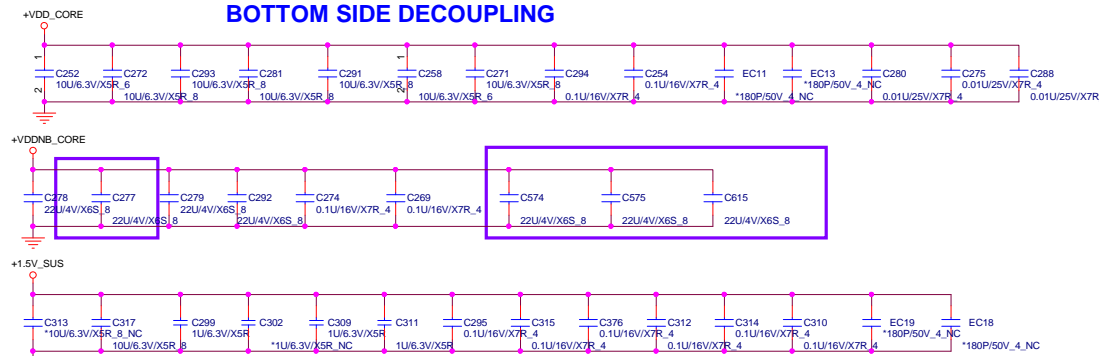 BOTTOM SIDE DECOUPLING
+VDD_CORE
1 1
C252 C272 C293 C281 C291 C258 C271 C294 C254 EC11 EC13 C280 C275 C288
10U/6.3V/X5R_6 10U/6.3V/X5R_8 10U/6.3V/X5R_8 10U/6.3V/X5R_8 0.1U/16V/X7R_4 *180P/50V_4_NC 0.01U/25V/X7R_4
2 2
10U/6.3V/X5R_8 10U/6.3V/X5R_8 10U/6.3V/X5R_6 0.1U/16V/X7R_4 *180P/50V_4_NC 0.01U/25V/X7R_4 0.01U/25V/X7R
+VDDNB_CORE
C278 C277 C279 C292 C274 C269 C574 C575 C615
22U/4V/X6S_8 22U/4V/X6S_8 0.1U/16V/X7R_4 0.1U/16V/X7R_4
22U/4V/X6S_8 22U/4V/X6S_8 22U/4V/X6S_8 22U/4V/X6S_8 22U/4V/X6S_8
+1.5V_SUS
C313 C317 C299 C302 C309 C311 C295 C315 C376 C312 C314 C310 EC19 EC18
*10U/6.3V/X5R_8_NC 1U/6.3V/X5R 1U/6.3V/X5R 0.1U/16V/X7R_4 0.1U/16V/X7R_4 0.1U/16V/X7R_4 *180P/50V_4_NC
10U/6.3V/X5R_8 *1U/6.3V/X5R_NC 1U/6.3V/X5R 0.1U/16V/X7R_4 0.1U/16V/X7R_4 0.1U/16V/X7R_4 *180P/50V_4_NC